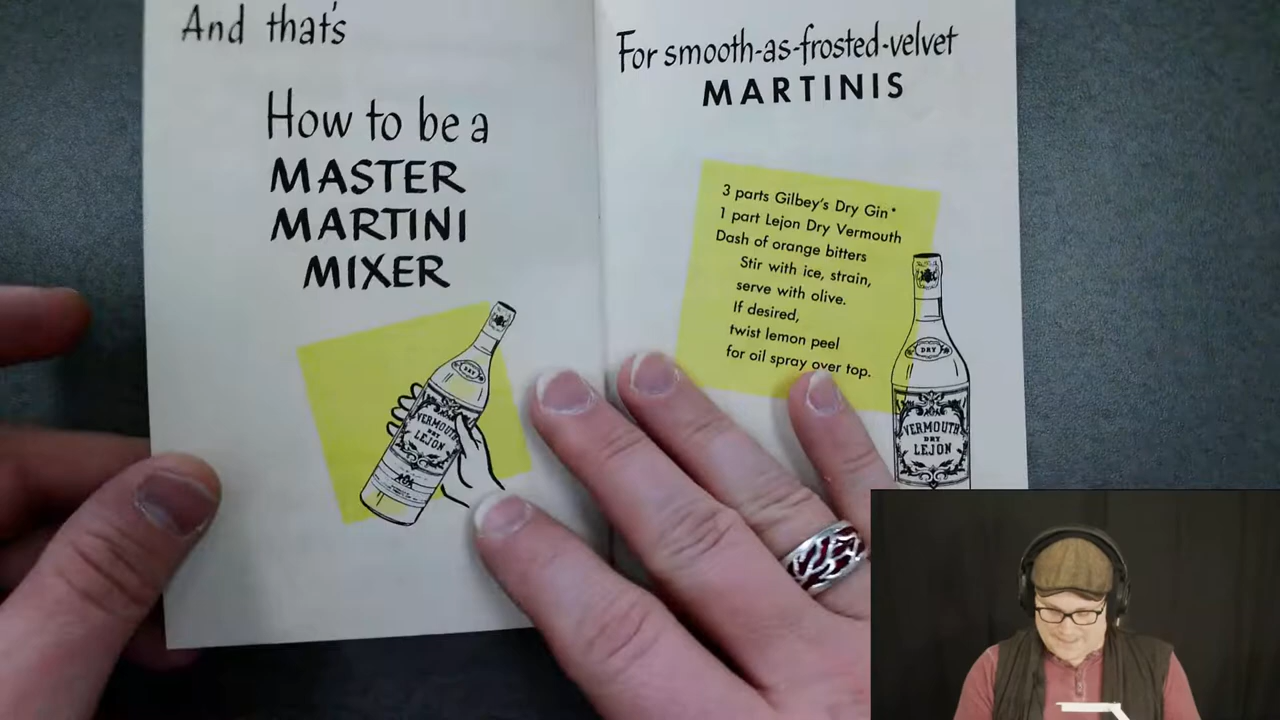 And that's
How to be a
MASTER
MARTINI
MIXER
DRY
VERMOUTH
DRY
LEJON
For smooth-as-frosted-velvet
MARTINIS
3 parts Gilbey's Dry Gin*
1 part Lejon Dry Vermouth
Dash of orange bitters
Stir with ice, strain,
serve with olive.
If desired,
twist lemon peel
for oil spray over top.
DRY
VERMOUTH
DRY
LEJON